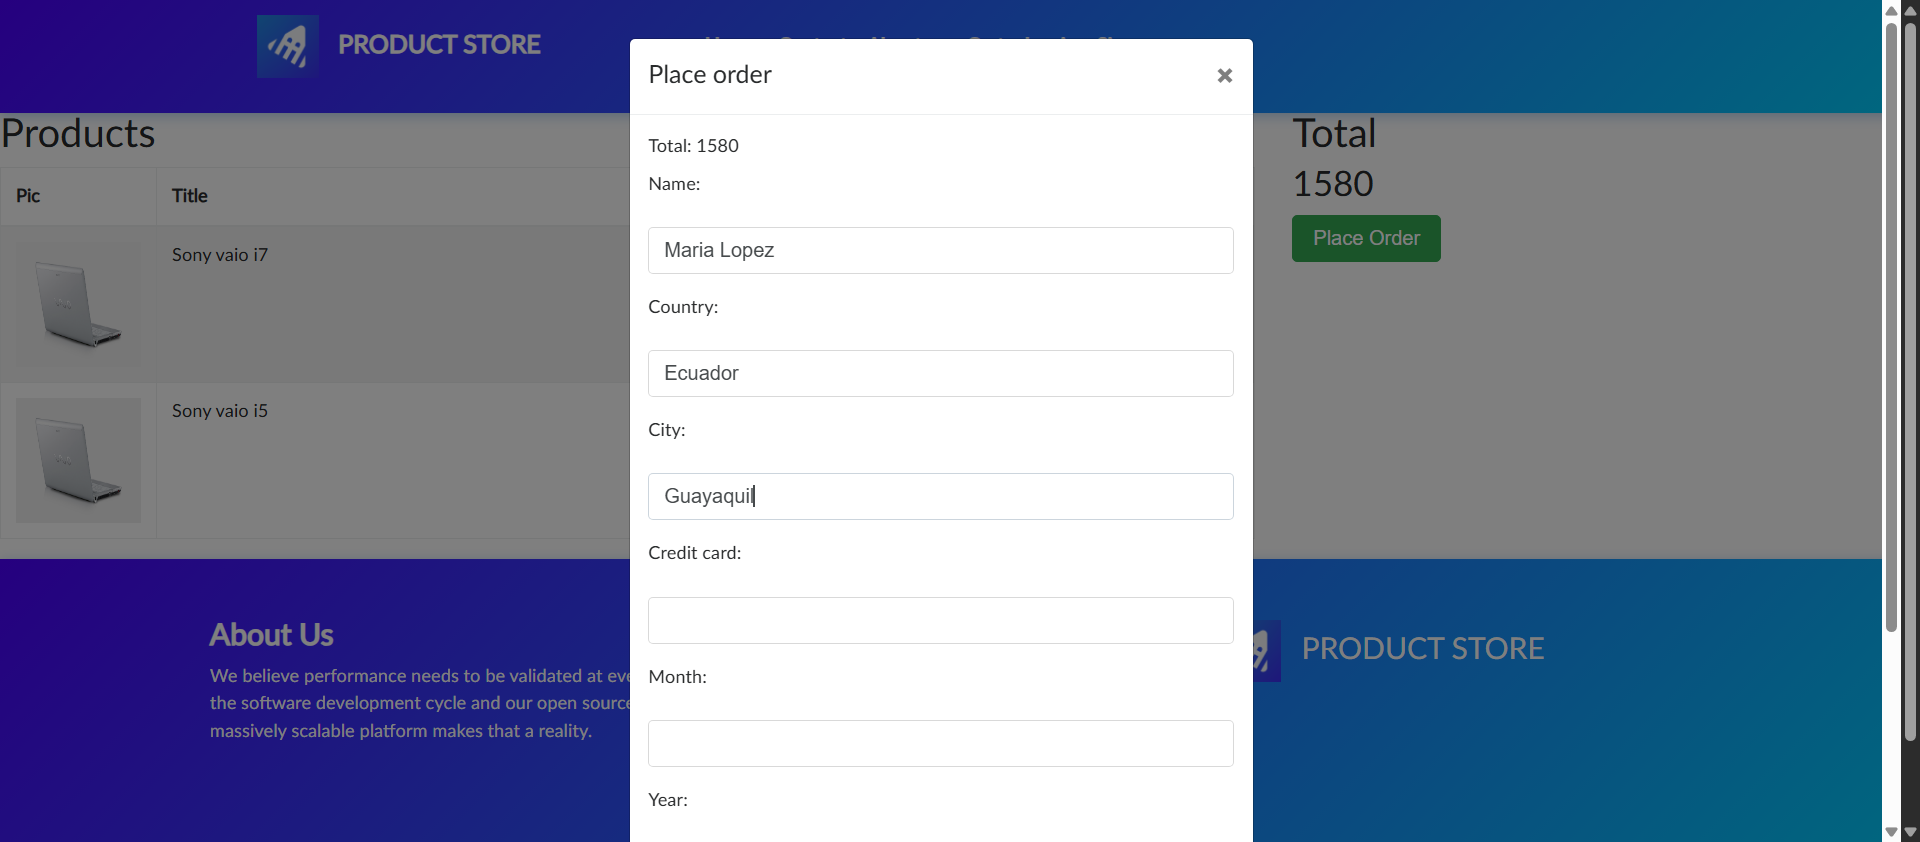 PRODUCT STORE
Place order
Products
Pic
Title
Sony vaio i7
Sony vaio i5
Total: 1580
Name:
Maria Lopez
Country:
Ecuador
City:
Guayaquil
Credit card:
Month:
Year:
Total
1580
Place Order
About Us
We believe performance needs to be validated at
the software development cycle and our open source
massively scalable platform makes that a reality.
PRODUCT STORE